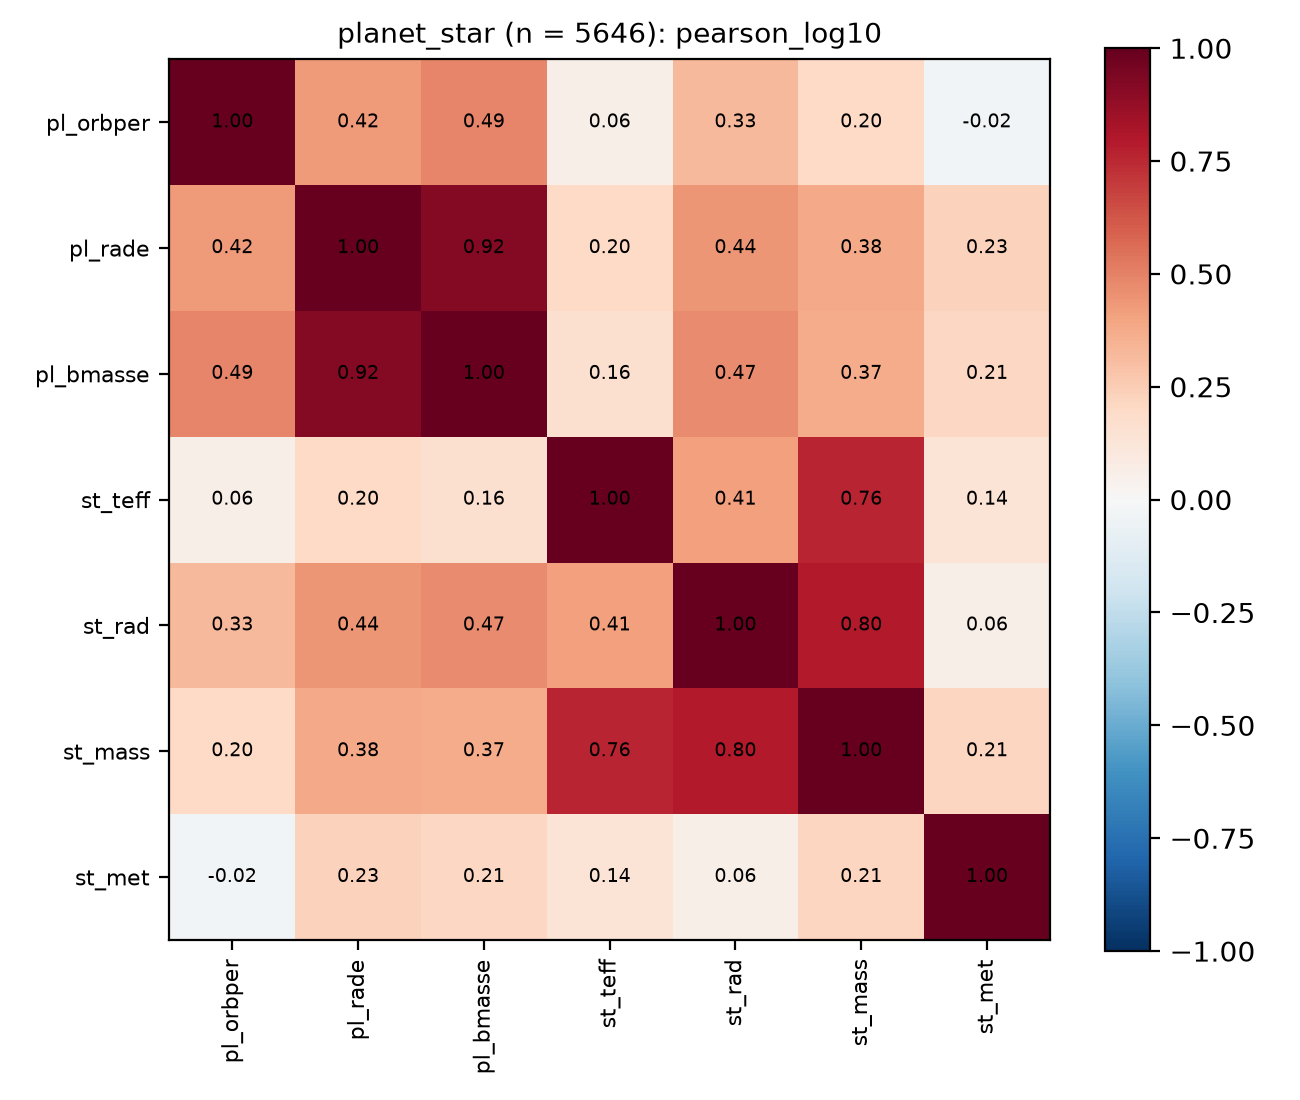 planet_star (n = 5646): pearson_log10
pl_orbper 1.00 0.42 0.49 0.06 0.33 0.20 -0.02
pl_rade 0.42 1.00 0.92 0.20 0.44 0.38 0.23
pl_bmasse 0.49 0.92 1.00 0.16 0.47 0.37 0.21
st_teff 0.06 0.20 0.16 1.00 0.41 0.76 0.14
st_rad 0.33 0.44 0.47 0.41 1.00 0.80 0.06
st_mass 0.20 0.38 0.37 0.76 0.80 1.00 0.21
st_met -0.02 0.23 0.21 0.14 0.06 0.21 1.00
pl_orbper pl_rade pl_bmasse st_teff st_rad st_mass st_met
1.00
0.75
0.50
0.25
0.00
−0.25
−0.50
−0.75
−1.00